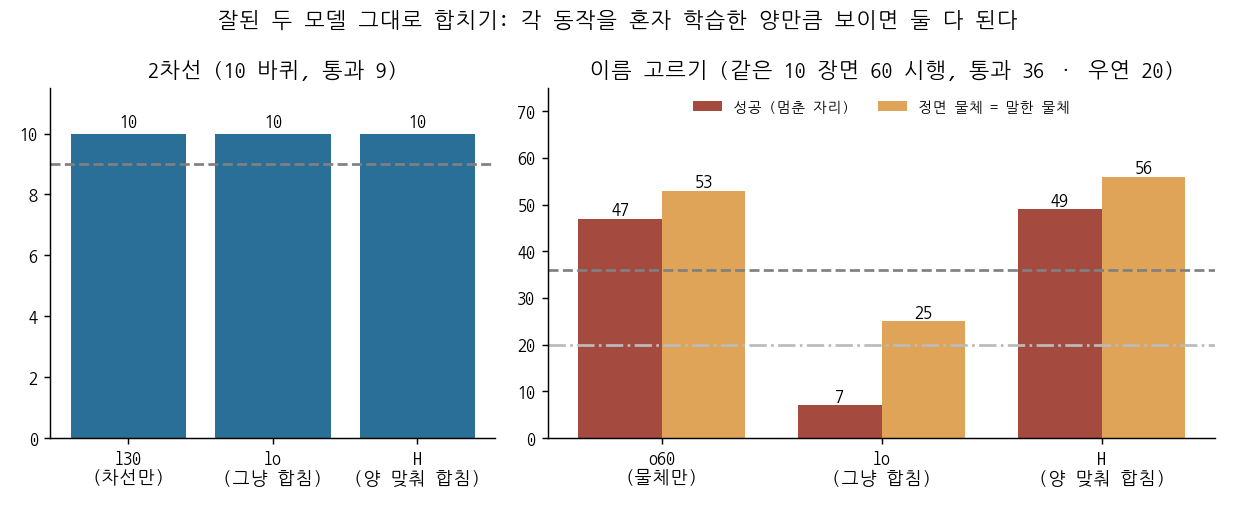 잘된 두 모델 그대로 합치기: 각 동작을 혼자 학습한 양만큼 보이면 둘 다 된다
2차선 (10 바퀴, 통과 9)
10
8
6
4
2
0
10
10
10
l30
(차선만)
lo
(그냥 합침)
H
(양 맞춰 합침)
이름 고르기 (같은 10 장면 60 시행, 통과 36 · 우연 20)
성공 (멈춘 자리)
정면 물체 = 말한 물체
70
60
50
40
30
20
10
0
47
53
7
25
49
56
o60
(물체만)
lo
(그냥 합침)
H
(양 맞춰 합침)